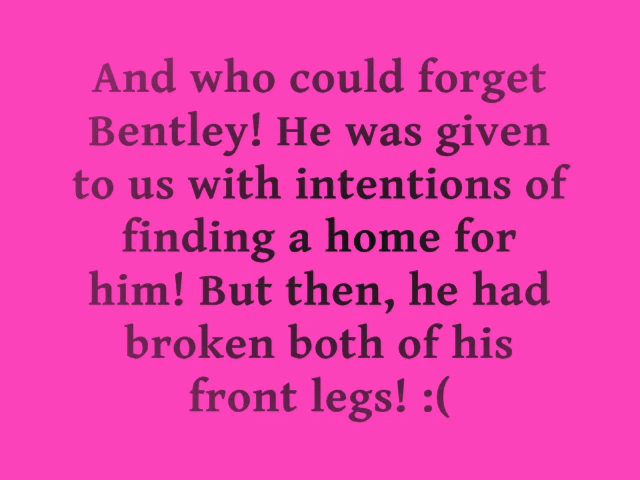 And who could forget
Bentley! He was given
to us with intentions of
finding a home for
him! But then, he had
broken both of his
front legs! :(